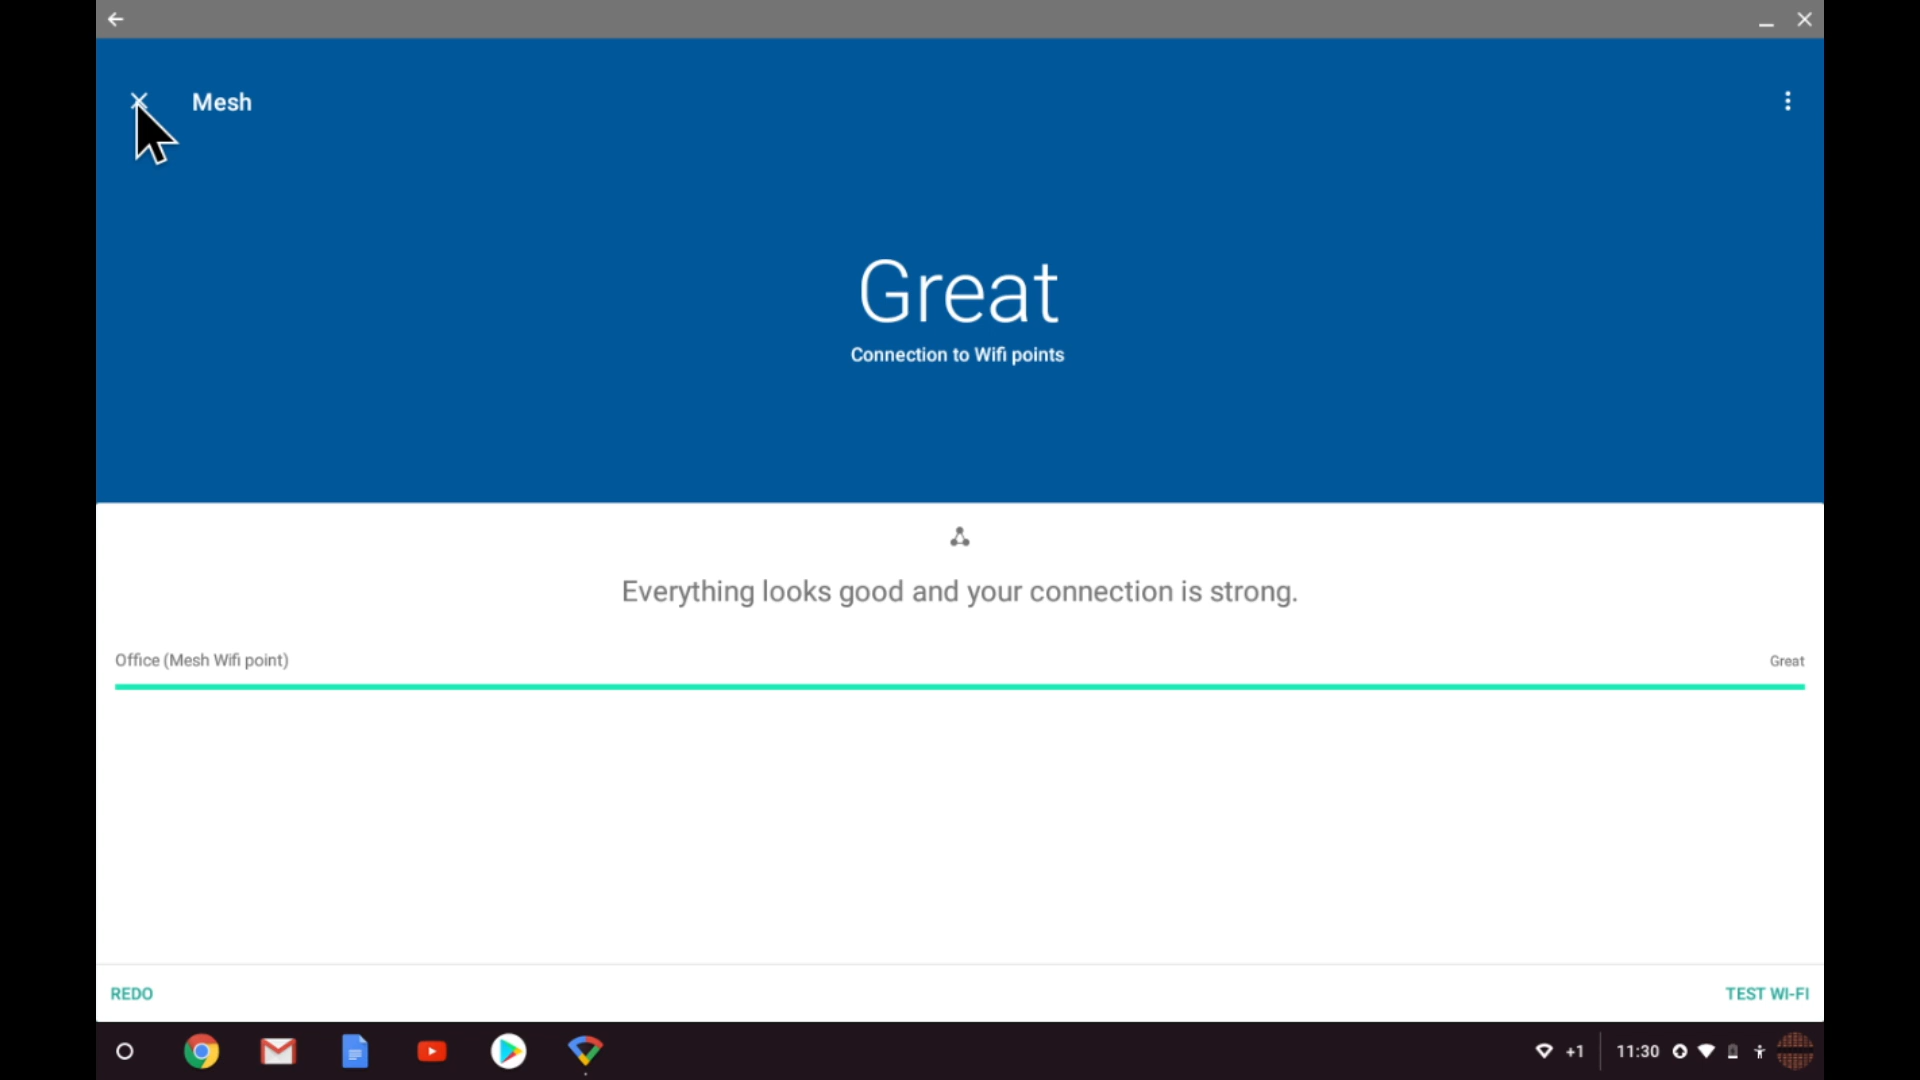 Mesh
Great
Connection to Wifi points
Everything looks good and your connection is strong.
Office (Mesh Wifi point)
Great
REDO
TEST WI-FI
+1
11:30